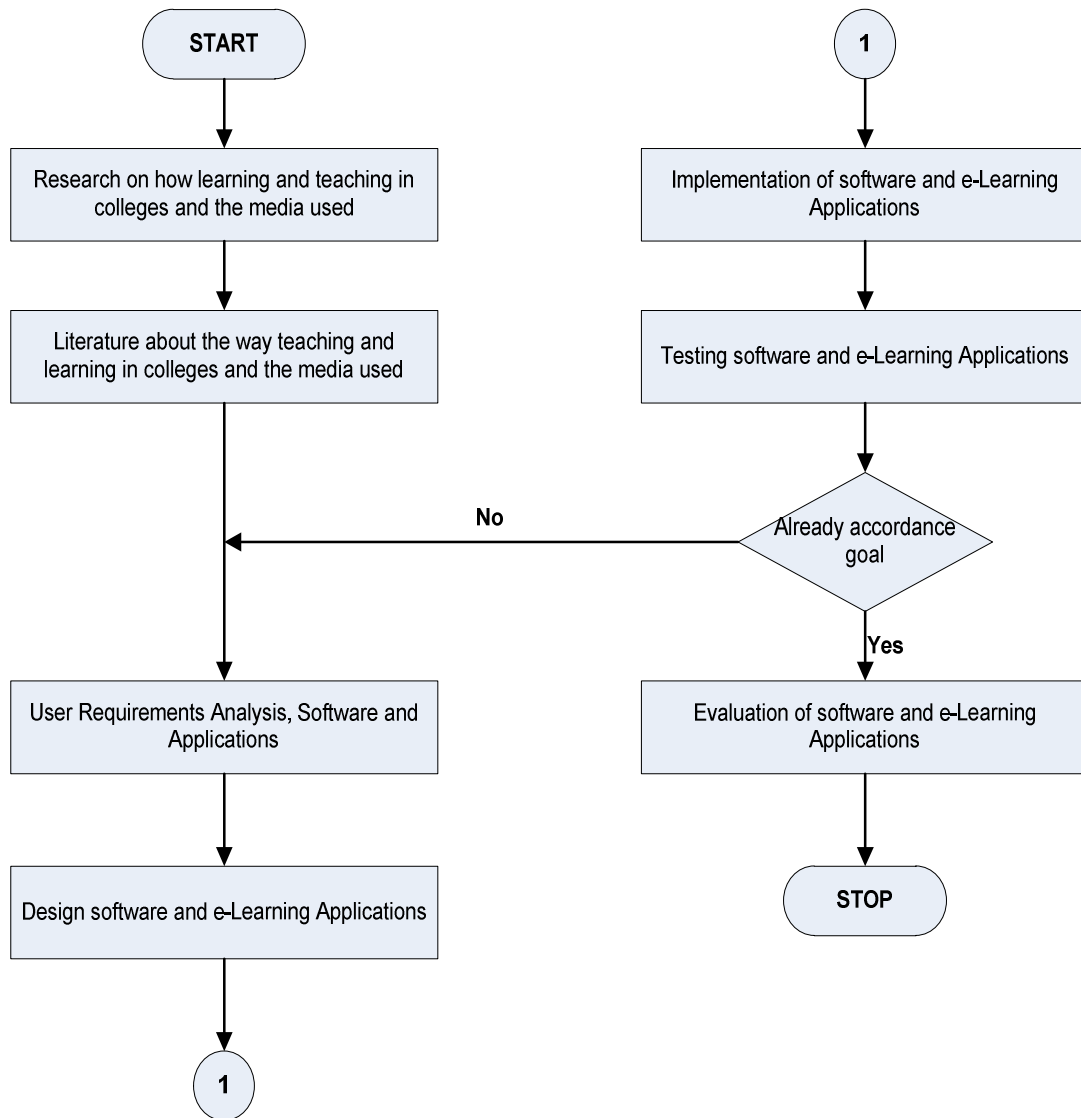 START
Research on how learning and teaching in
colleges and the media used
Literature about the way teaching and
learning in colleges and the media used
User Requirements Analysis, Software and
Applications
Design software and e-Learning Applications
1
1
Implementation of software and e-Learning
Applications
Testing software and e-Learning Applications
Already accordance
goal
No
Yes
Evaluation of software and e-Learning
Applications
STOP